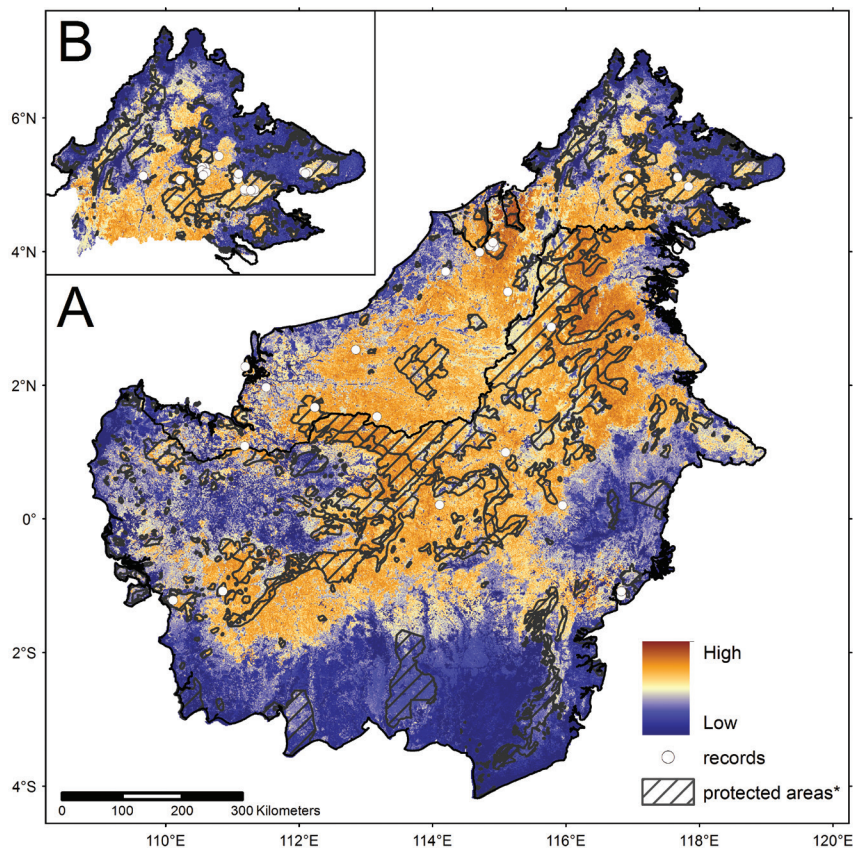 B
A
6°N
4°N
2°N
0°
2°S
4°S
High
Low
records
protected areas*
0 100 200 300 Kilometers
110°E 112°E 114°E 116°E 118°E 120°E